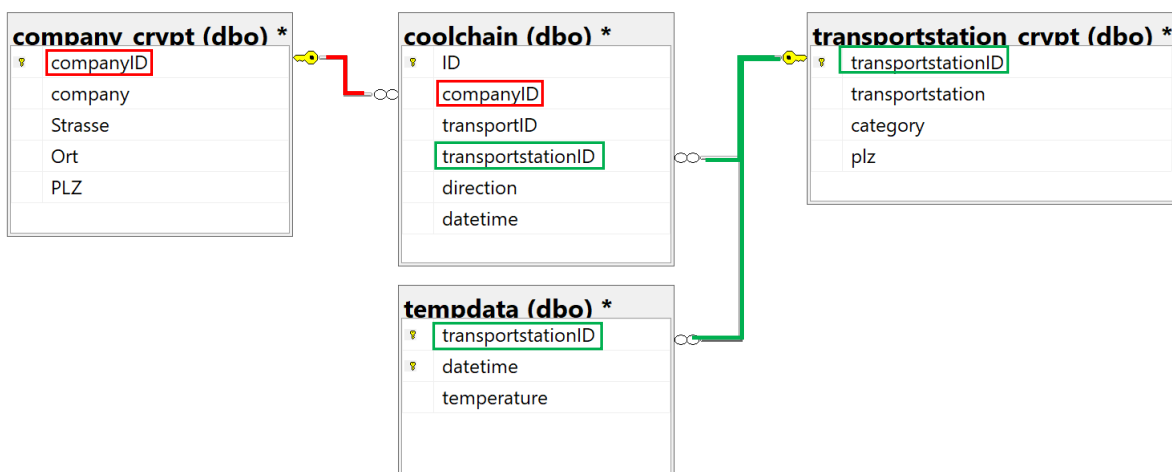 company_crypt (dbo) *
companyID
company
Strasse
Ort
PLZ
coolchain (dbo) *
ID
companyID
transportID
transportstationID
direction
datetime
transportstation_crypt (dbo) *
transportstationID
transportstation
category
plz
tempdata (dbo) *
transportstationID
datetime
temperature